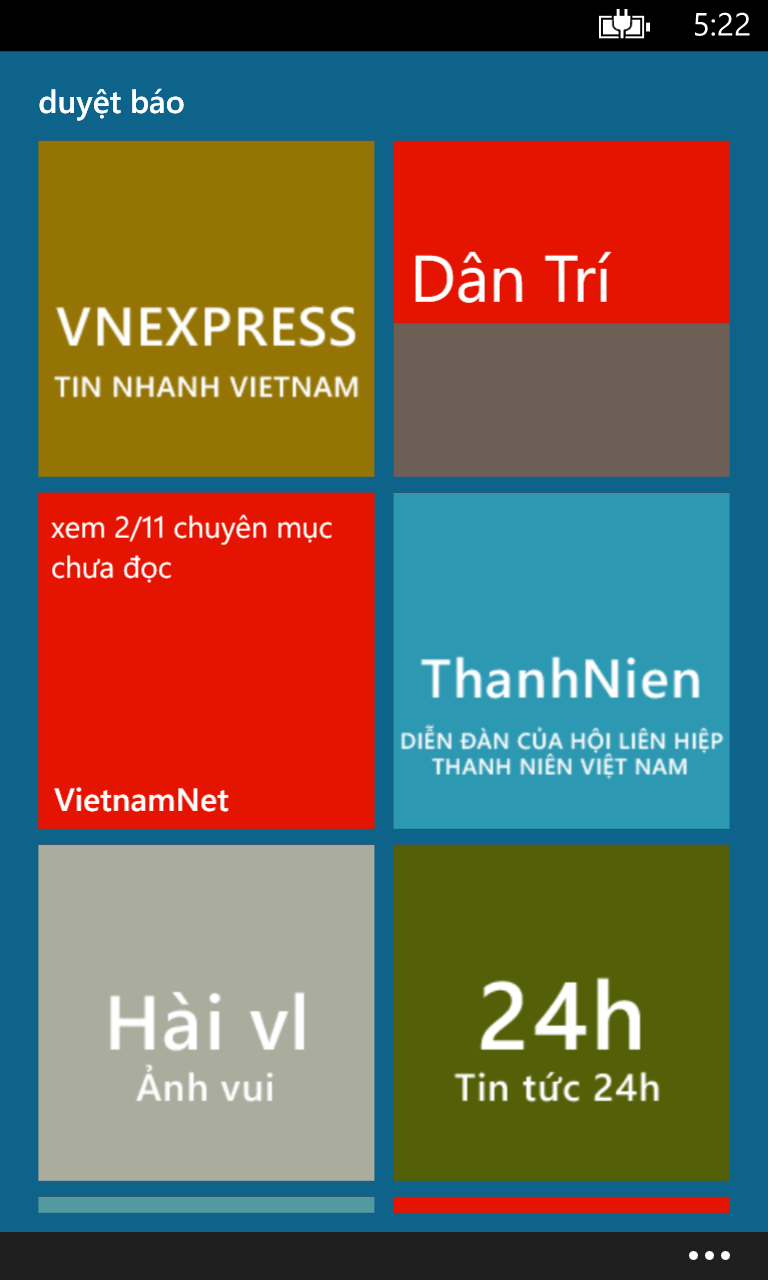 5:22
duyệt báo
VNEXPRESS
TIN NHANH VIETNAM
Dân Trí
xem 2/11 chuyên mục
chưa đọc
VietnamNet
ThanhNien
DIỄN ĐÀN CỦA HỘI LIÊN HIỆP
THANH NIÊN VIỆT NAM
Hài vl
Ảnh vui
24h
Tin tức 24h